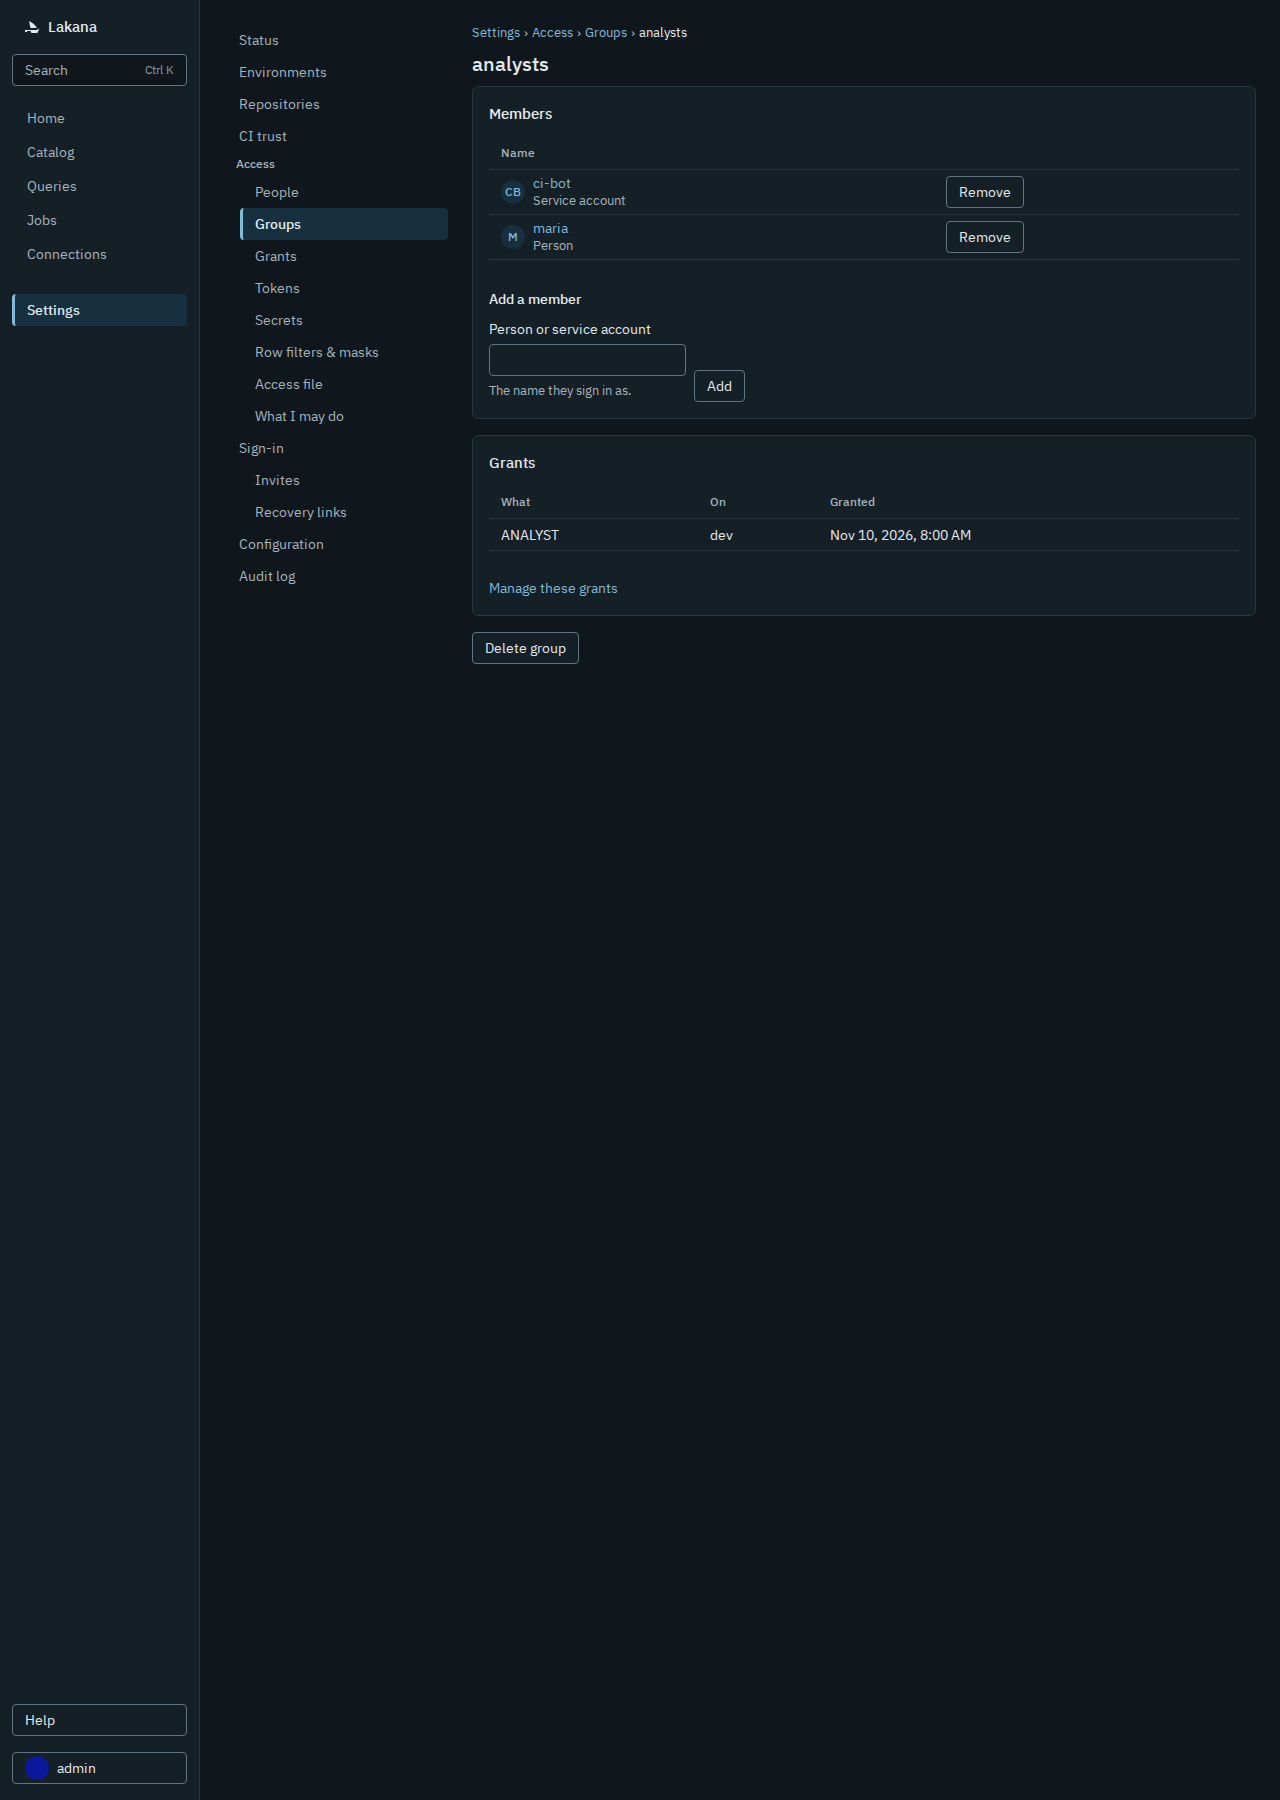 Lakana
Search Ctrl K
Home
Catalog
Queries
Jobs
Connections
Settings
Help
admin
Status
Environments
Repositories
CI trust
Access
People
Groups
Grants
Tokens
Secrets
Row filters & masks
Access file
What I may do
Sign-in
Invites
Recovery links
Configuration
Audit log
Settings › Access › Groups › analysts
analysts
Members
Name
CB ci-bot
Service account
Remove
M maria
Person
Remove
Add a member
Person or service account
The name they sign in as.
Add
Grants
What On Granted
ANALYST dev Nov 10, 2026, 8:00 AM
Manage these grants
Delete group